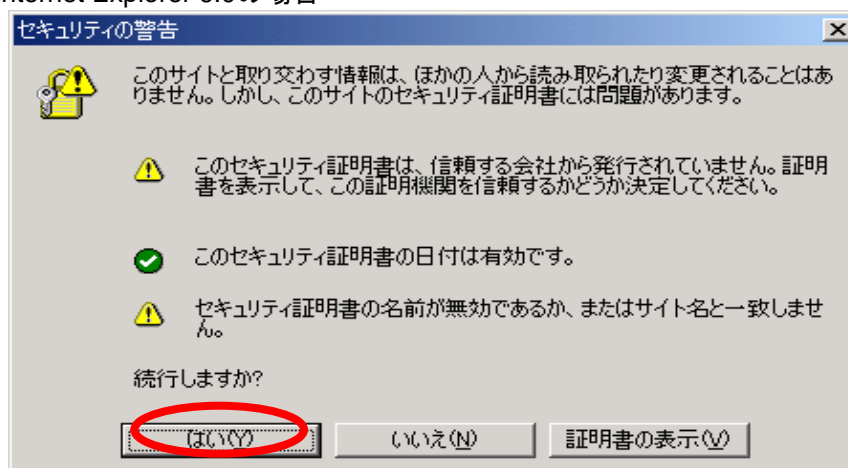 nternet Explorer
の場合
セキュリティの警告
このサイトと取り交わす情報は、ほかの人から読み取られたり変更されることはあ
りません。しかし、このサイトのセキュリティ証明書には問題があります。
このセキュリティ証明書は、信頼する会社から発行されていません。証明
書を表示して、この証明機関を信頼するかどうか決定してください。
このセキュリティ証明書の日付は有効です。
セキュリティ証明書の名前が無効であるか、またはサイト名と一致しませ
ん。
続行しますか?
はい(Y)
いいえ(N)
証明書の表示(V)